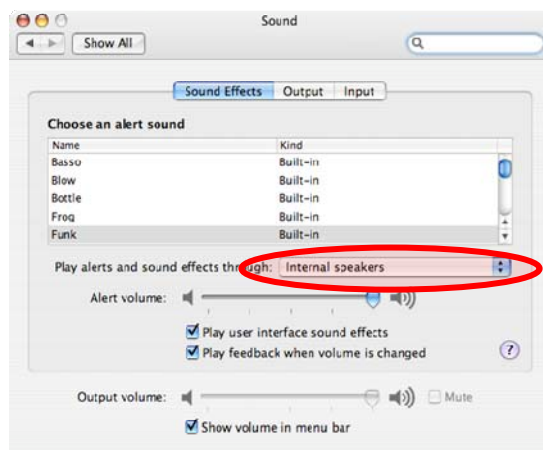 Sound
Show All
Sound Effects Output Input
Choose an alert sound
Name Kind
Basso Built-in
Blow Built-in
Bottle Built-in
Frog Built-in
Funk Built-in
Play alerts and sound effects through: Internal speakers
Alert volume:
Play user interface sound effects
Play feedback when volume is changed
?
Output volume: Mute
Show volume in menu bar